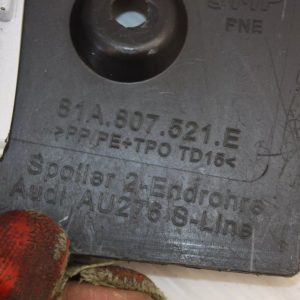 PNE
81A.807.521.E
>PP/PE+TPO TD15<
Spoiler 2-Endrohre
Audi AU276 S-Line